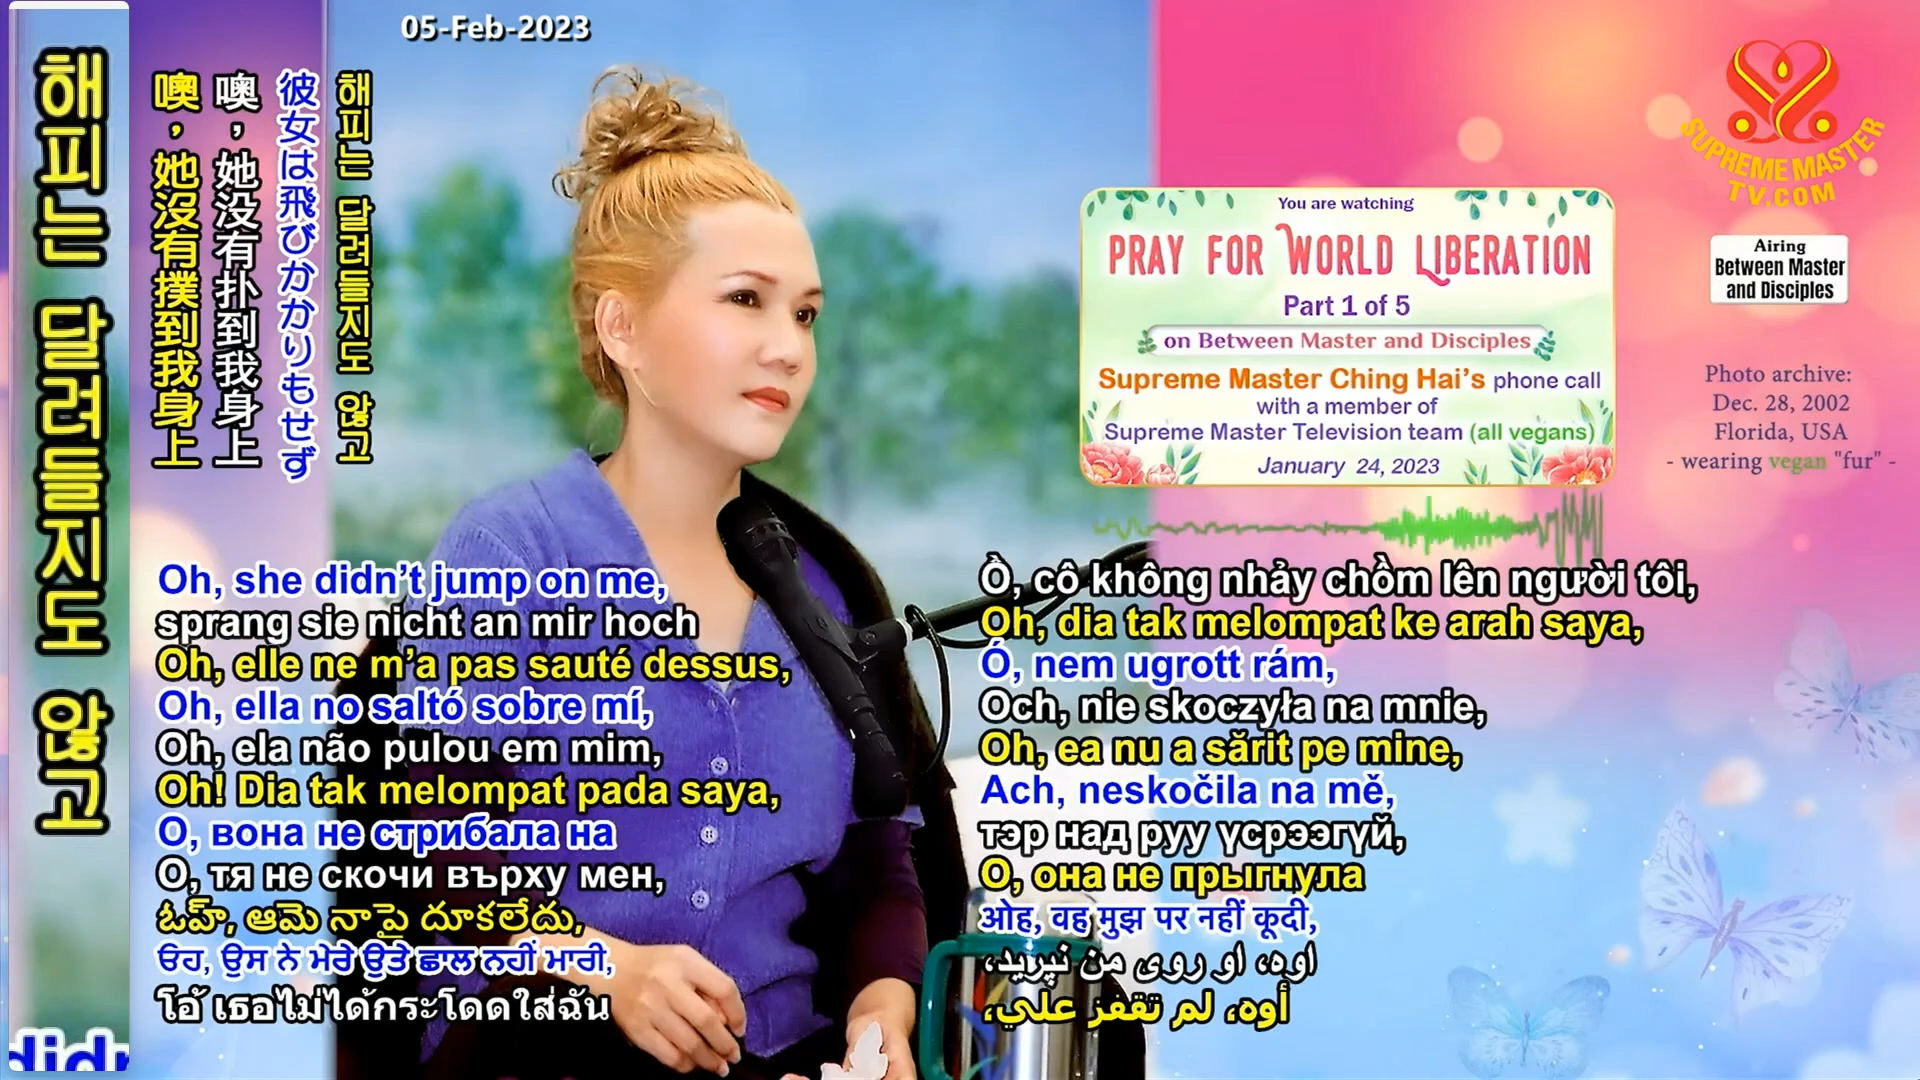 05-Feb-2023
해피는 달려들지도 않고
噢，她沒有撲到我身上
噢，她没有扑到我身上
彼女は飛びかかりもせず
해피는 달려들지도 않고
SUPREME MASTER
TV.COM
You are watching
PRAY FOR WORLD LIBERATION
Part 1 of 5
on Between Master and Disciples
Supreme Master Ching Hai's phone call
with a member of
Supreme Master Television team (all vegans)
January 24, 2023
Airing
Between Master
and Disciples
Photo archive:
Dec. 28, 2002
Florida, USA
- wearing vegan "fur" -
Oh, she didn't jump on me,
sprang sie nicht an mir hoch
Oh, elle ne m'a pas sauté dessus,
Oh, ella no saltó sobre mí,
Oh, ela não pulou em mim,
Oh! Dia tak melompat pada saya,
О, вона не стрибала на
О, тя не скочи върху мен,
ఓహ్, ఆమె నాపై దూకలేదు,
ਓਹ, ਉਸ ਨੇ ਮੇਰੇ ਉਤੇ ਛਾਲ ਨਹੀਂ ਮਾਰੀ,
โอ้ เธอไม่ได้กระโดดใส่ฉัน
Ồ, cô không nhảy chồm lên người tôi,
Oh, dia tak melompat ke arah saya,
Ó, nem ugrott rám,
Och, nie skoczyła na mnie,
Oh, ea nu a sărit pe mine,
Ach, neskočila na mě,
тэр над руу үсрээгүй,
О, она не прыгнула
ओह, वह मुझ पर नहीं कूदी,
اوه، او روی من نپرید،
أوه، لم تقفز علي،
didn